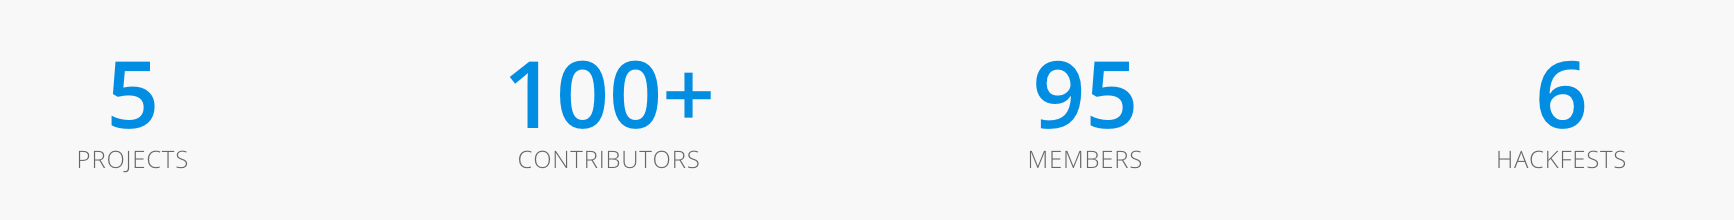 5 100+ 95 6
PROJECTS CONTRIBUTORS MEMBERS HACKFESTS